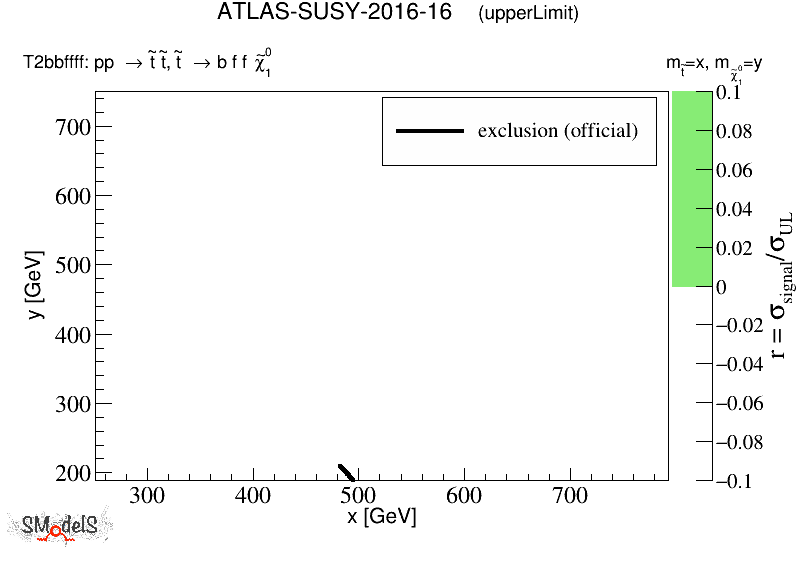 ATLAS-SUSY-2016-16 (upperLimit)
T2bbffff: pp → t̃ t̃, t̃ → b f f χ̃₁⁰ m_t̃=x, m_χ̃₁⁰=y
exclusion (official)
700
600
500
400
300
200
y [GeV]
300 400 500 600 700
x [GeV]
0.1
0.08
0.06
0.04
0.02
0
−0.02
−0.04
−0.06
−0.08
−0.1
r = σ_signal/σ_UL
SModelS